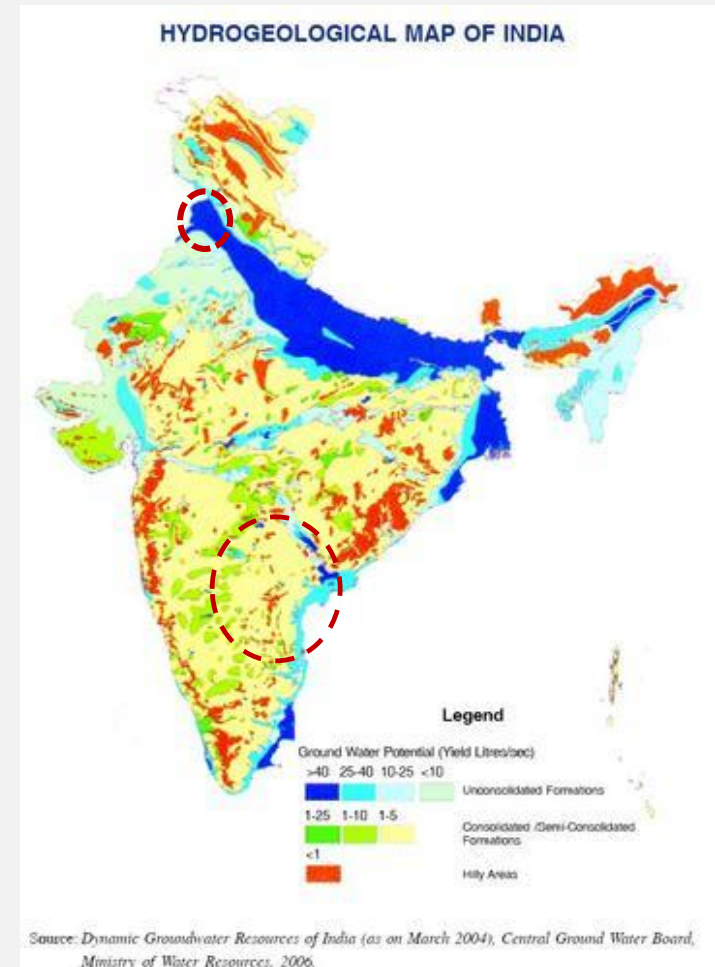 HYDROGEOLOGICAL MAP OF INDIA
Legend
Ground Water Potential (Yield Litres/sec)
>40 25-40 10-25 <10
Unconsolidated Formations
1-25 1-10 1-5
Consolidated /Semi-Consolidated
Formations
<1
Hilly Areas
Source: Dynamic Groundwater Resources of India (as on March 2004), Central Ground Water Board,
Ministry of Water Resources, 2006.